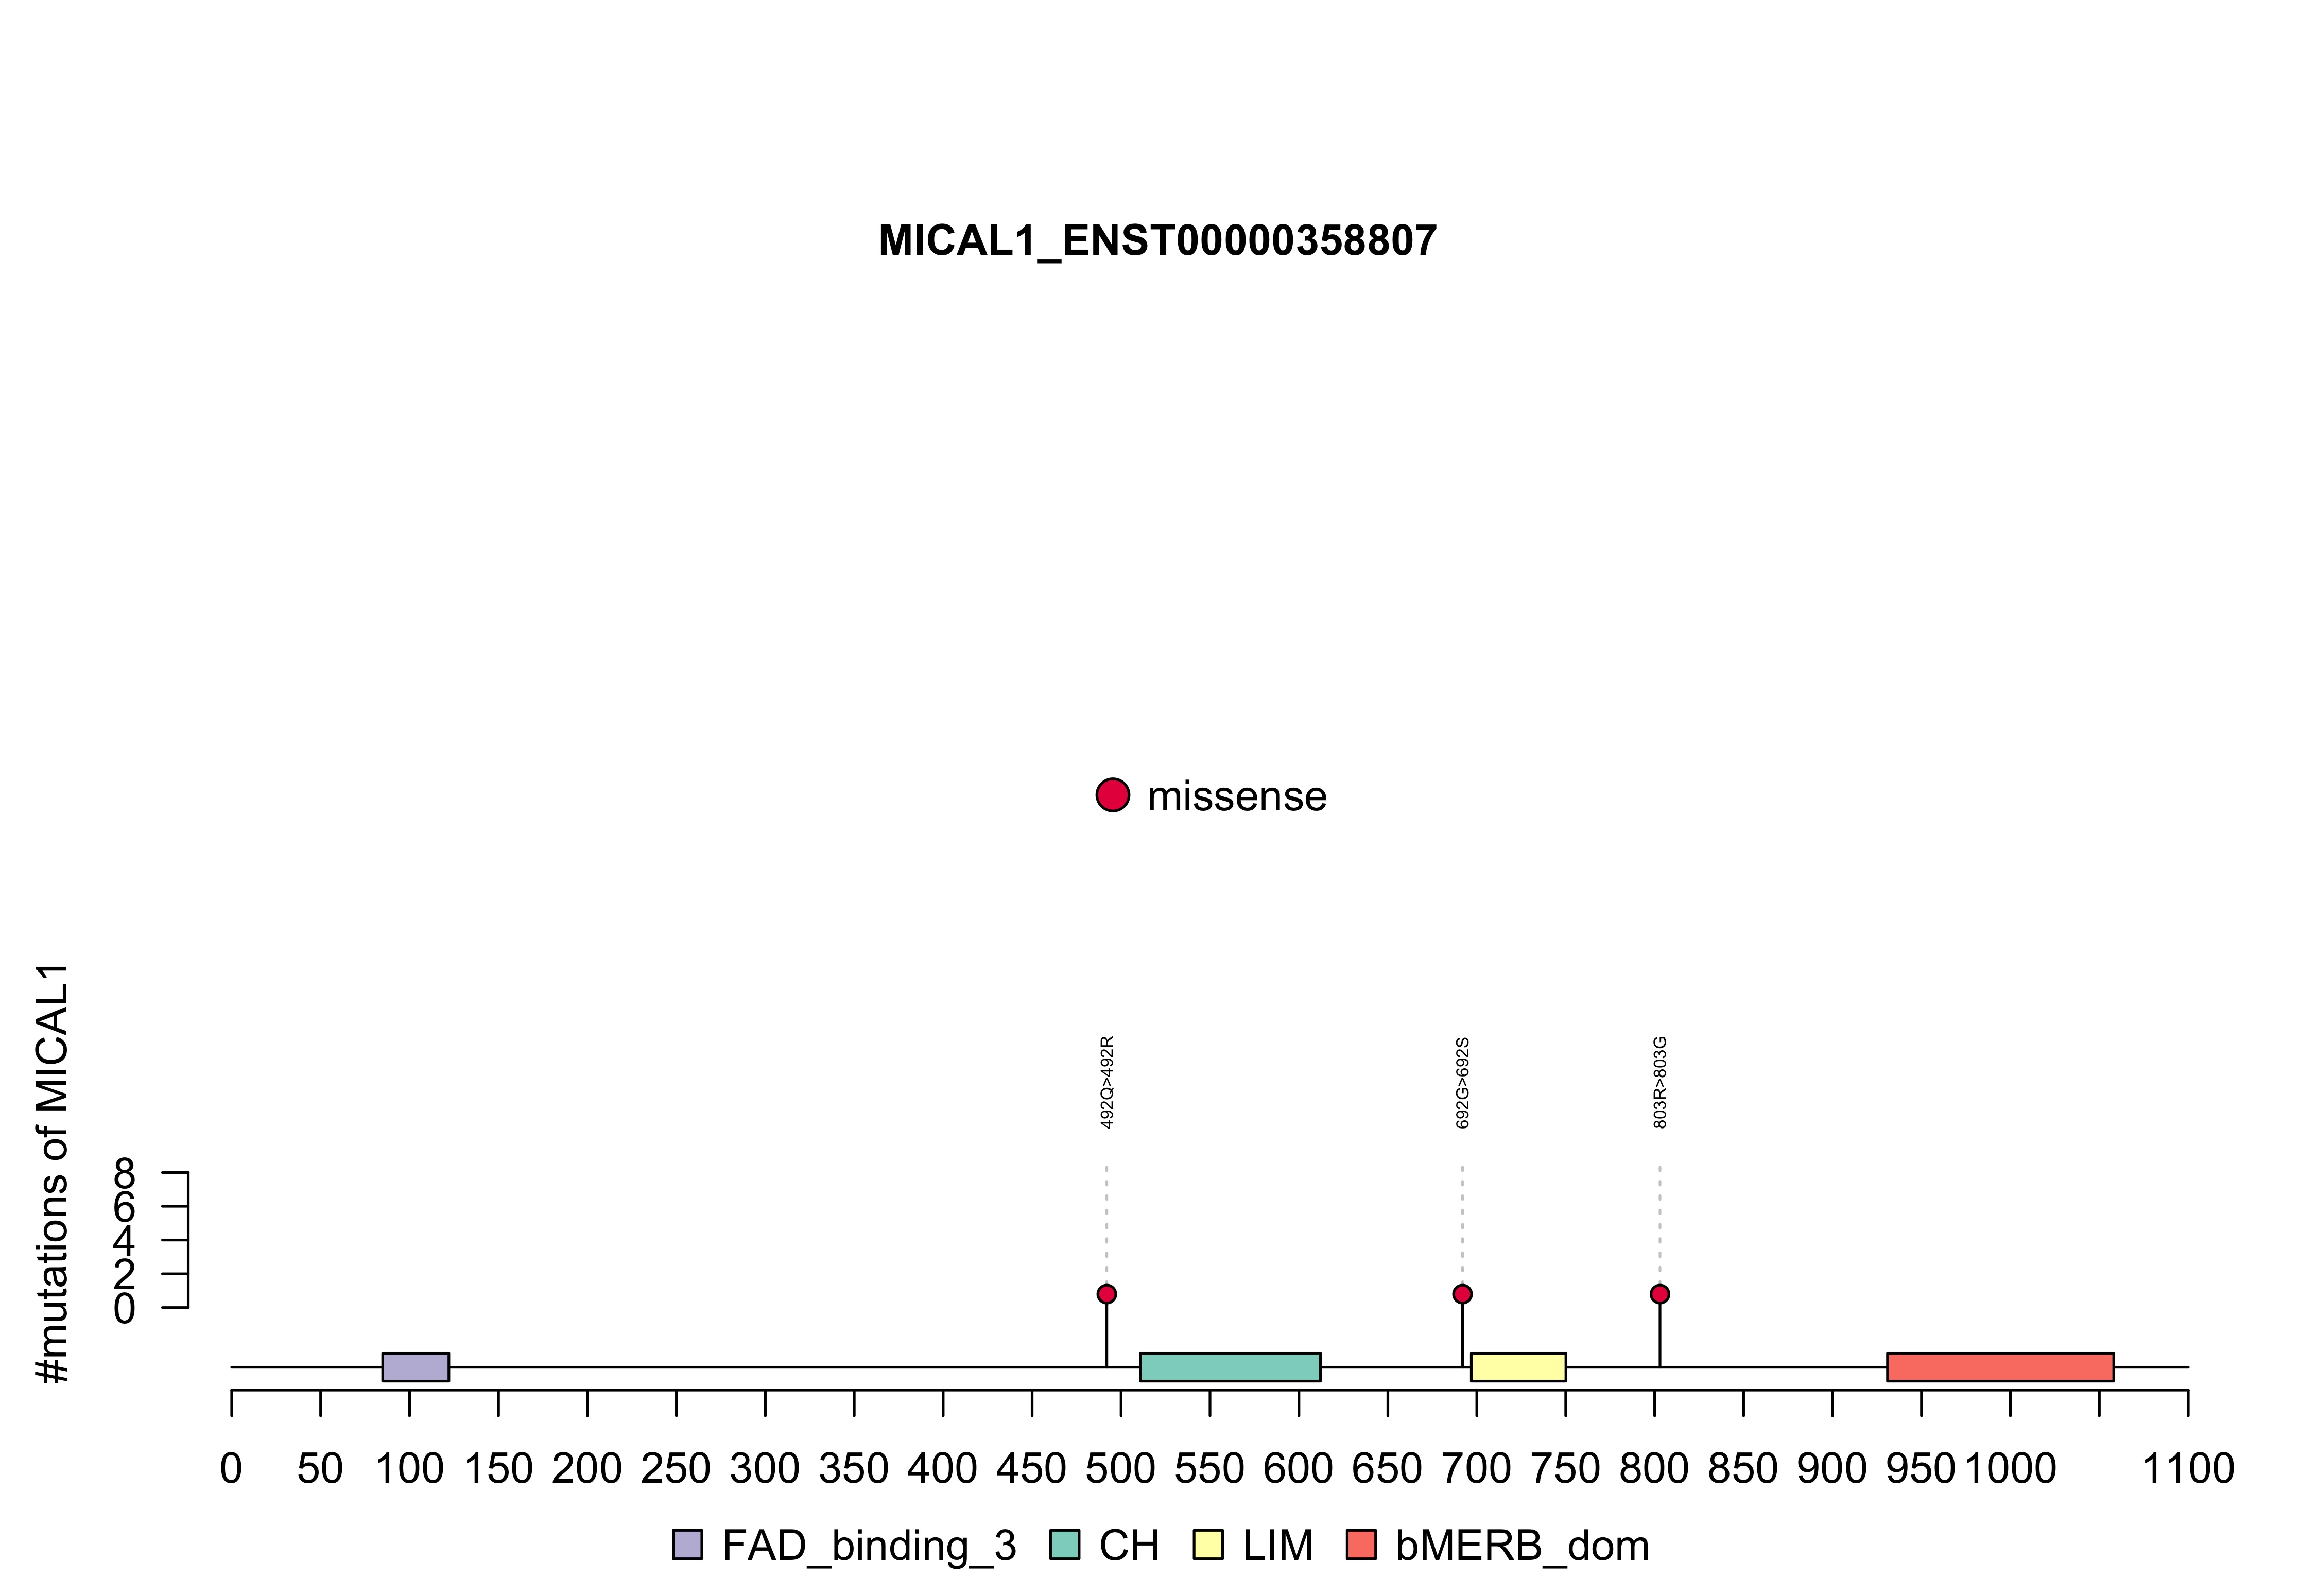 MICAL1_ENST00000358807
missense
#mutations of MICAL1
492Q>492R
692G>692S
803R>803G
8
6
4
2
0
0 50 100 150 200 250 300 350 400 450 500 550 600 650 700 750 800 850 900 950 1000 1100
FAD_binding_3 CH LIM bMERB_dom